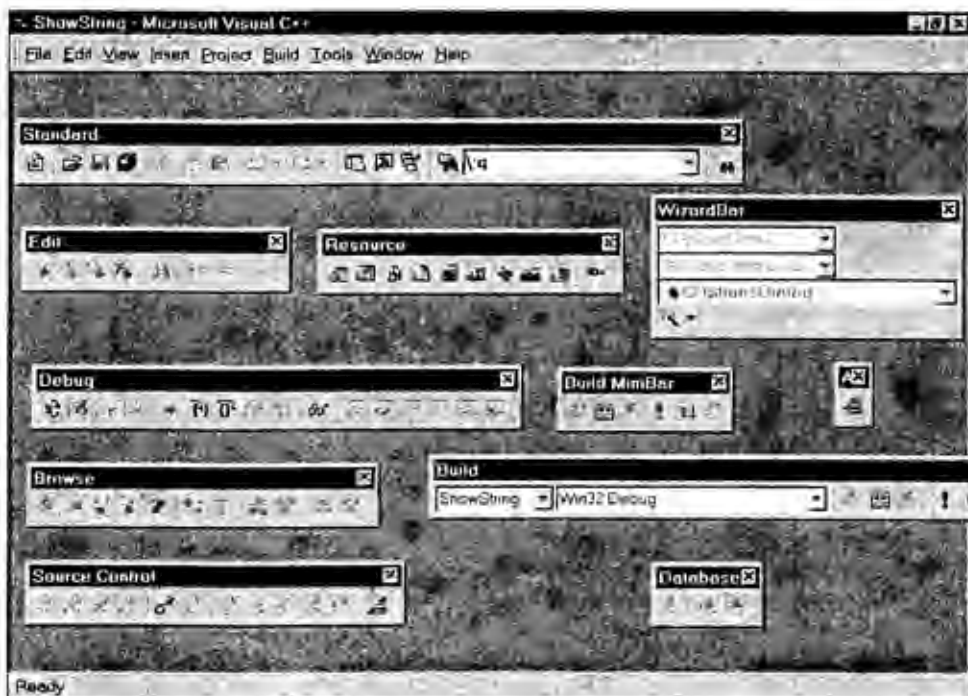 ShowString - Microsoft Visual C++
File Edit View Insert Project Build Tools Window Help
Standard
WizardBar
Edit
Resource
Debug
Build MiniBar
Browse
Build
ShowString
Win32 Debug
Source Control
Database
Ready